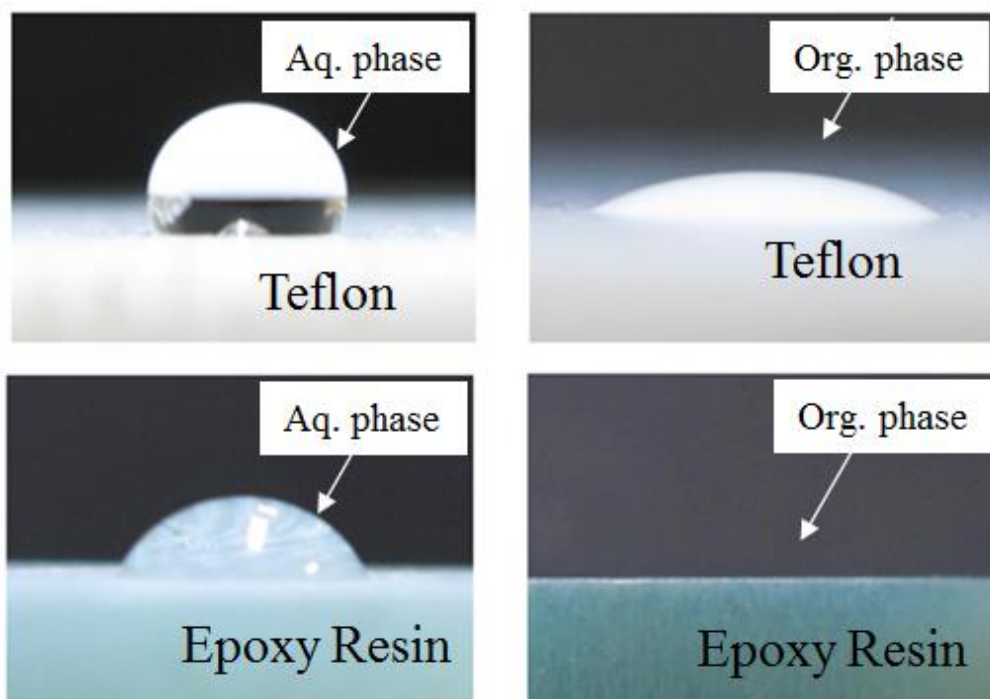 Aq. phase
Org. phase
Teflon
Teflon
Aq. phase
Org. phase
Epoxy Resin
Epoxy Resin